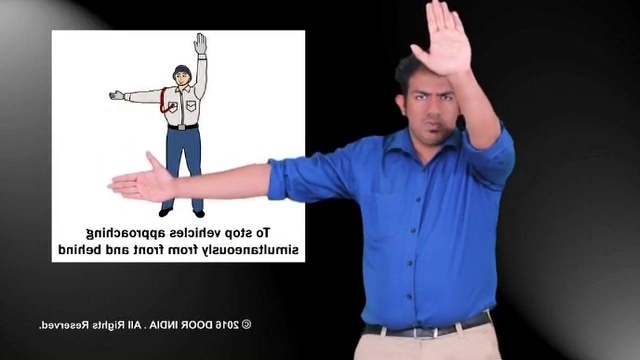 To stop vehicles approaching
simultaneously from front and behind
© 2016 DOOR INDIA . All Rights Reserved.